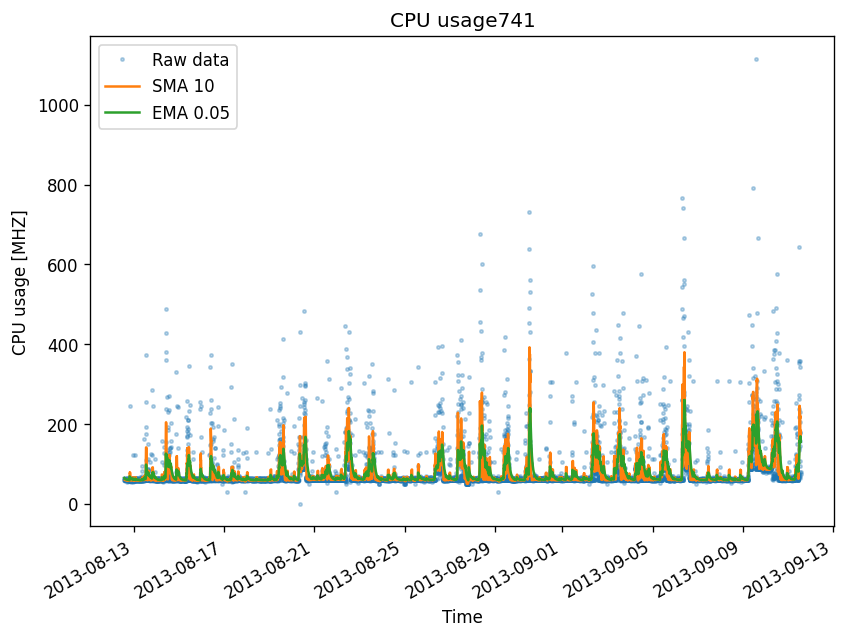 CPU usage741
Raw data
SMA 10
EMA 0.05
CPU usage [MHZ]
1000
800
600
400
200
0
2013-08-13
2013-08-17
2013-08-21
2013-08-25
2013-08-29
2013-09-01
2013-09-05
2013-09-09
2013-09-13
Time